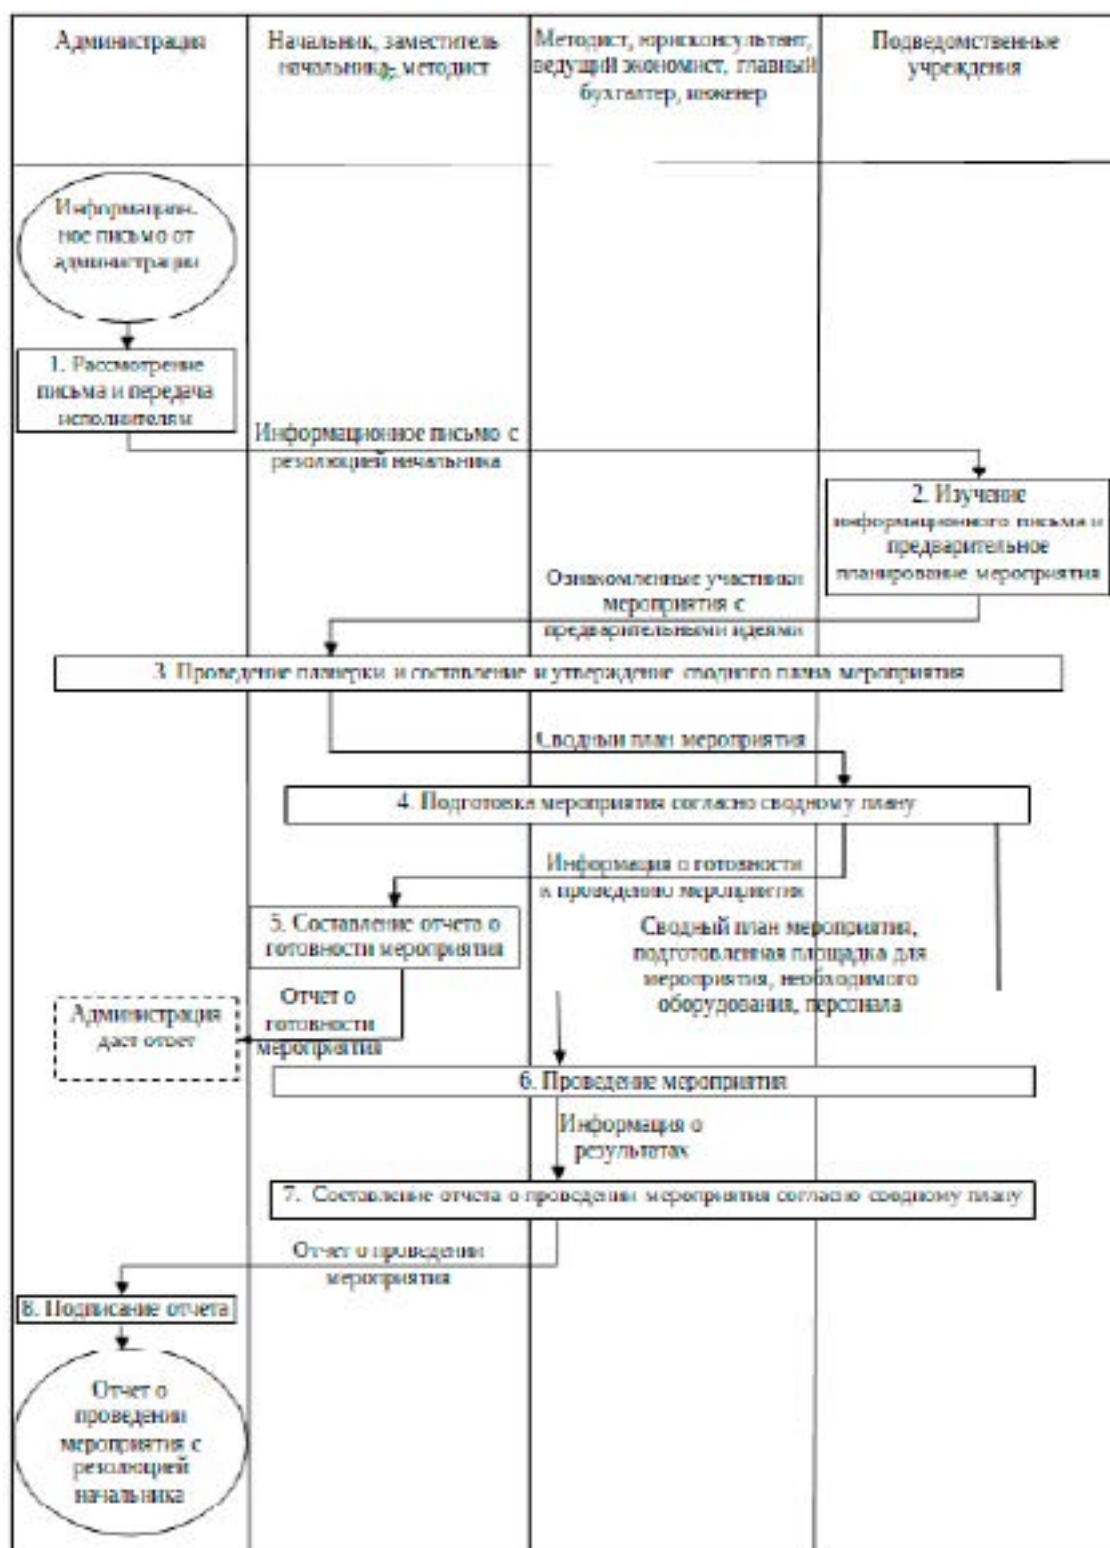 Администрация
Начальник, заместитель
начальника, методист
Методист, юрисконсультант,
ведущий экономист, главный
бухгалтер, инженер
Подведомственные
учреждения
Информацион-
ное письмо от
администрации
1. Рассмотрение
письма и передача
исполнителям
Информационное письмо с
резолюцией начальника
2. Изучение
информационного письма и
предварительное
планирование мероприятия
Ознакомленные участники
мероприятия с
предварительными идеями
3. Проведение планерки и составление и утверждение сводного плана мероприятия
Сводный план мероприятия
4. Подготовка мероприятия согласно сводному плану
Информация о готовности
к проведению мероприятия
5. Составление отчета о
готовности мероприятия
Сводный план мероприятия,
подготовленная площадка для
мероприятия, необходимого
оборудования, персонала
Отчет о
готовности
мероприятия
Администрация
даст ответ
6. Проведение мероприятия
Информация о
результатах
7. Составление отчета о проведении мероприятия согласно сводному плану
Отчет о проведении
мероприятия
8. Подписание отчета
Отчет о
проведении
мероприятия с
резолюцией
начальника